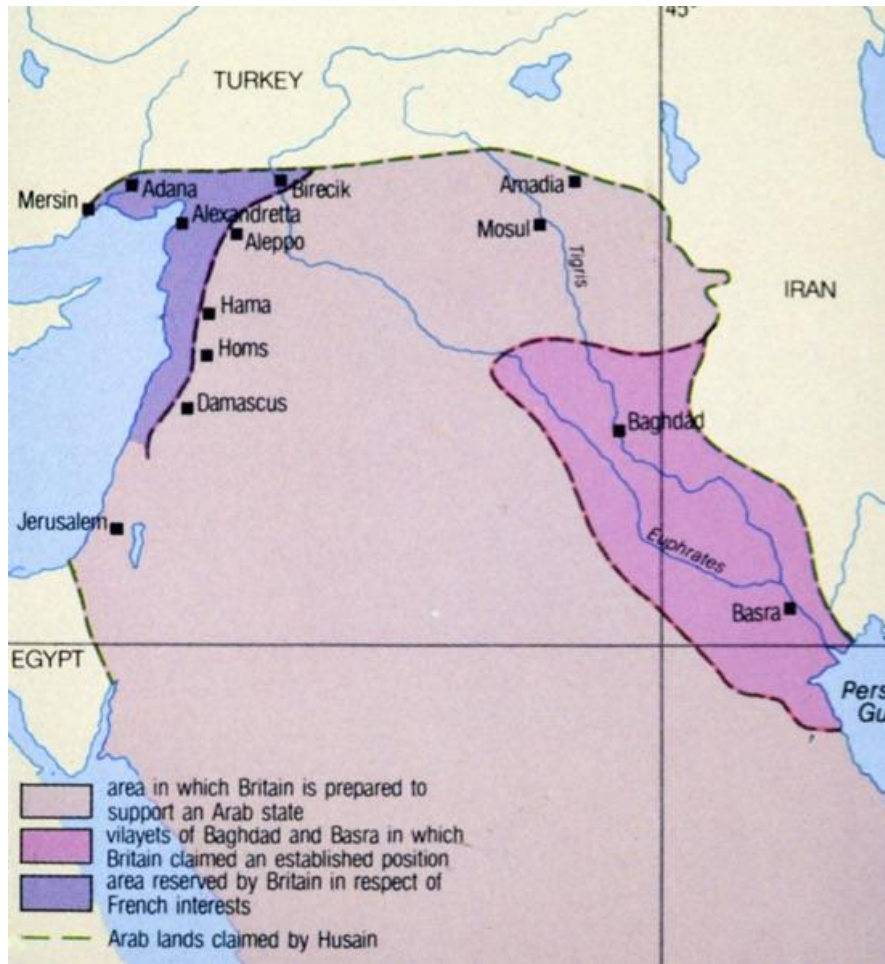 45°
TURKEY
Mersin
Adana
Birecik
Alexandretta
Aleppo
Amadia
Mosul
Tigris
IRAN
Hama
Homs
Damascus
Baghdad
Jerusalem
Euphrates
Basra
EGYPT
Pers
Gu
area in which Britain is prepared to
support an Arab state
vilayets of Baghdad and Basra in which
Britain claimed an established position
area reserved by Britain in respect of
French interests
Arab lands claimed by Husain